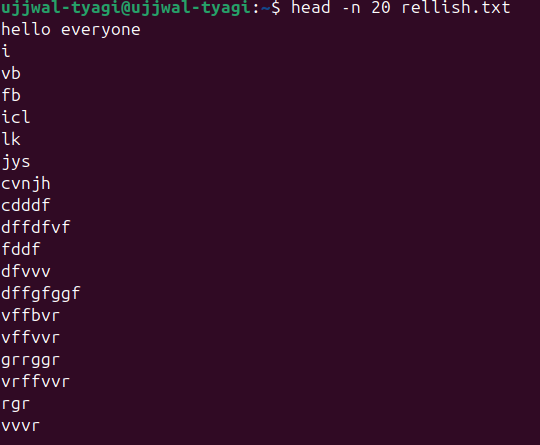 ujjwal-tyagi@ujjwal-tyagi:~$ head -n 20 rellish.txt
hello everyone
i
vb
fb
icl
lk
jys
cvnjh
cdddf
dffdfvf
fddf
dfvvv
dffgfggf
vffbvr
vffvvr
grrggr
vrffvvr
rgr
vvvr